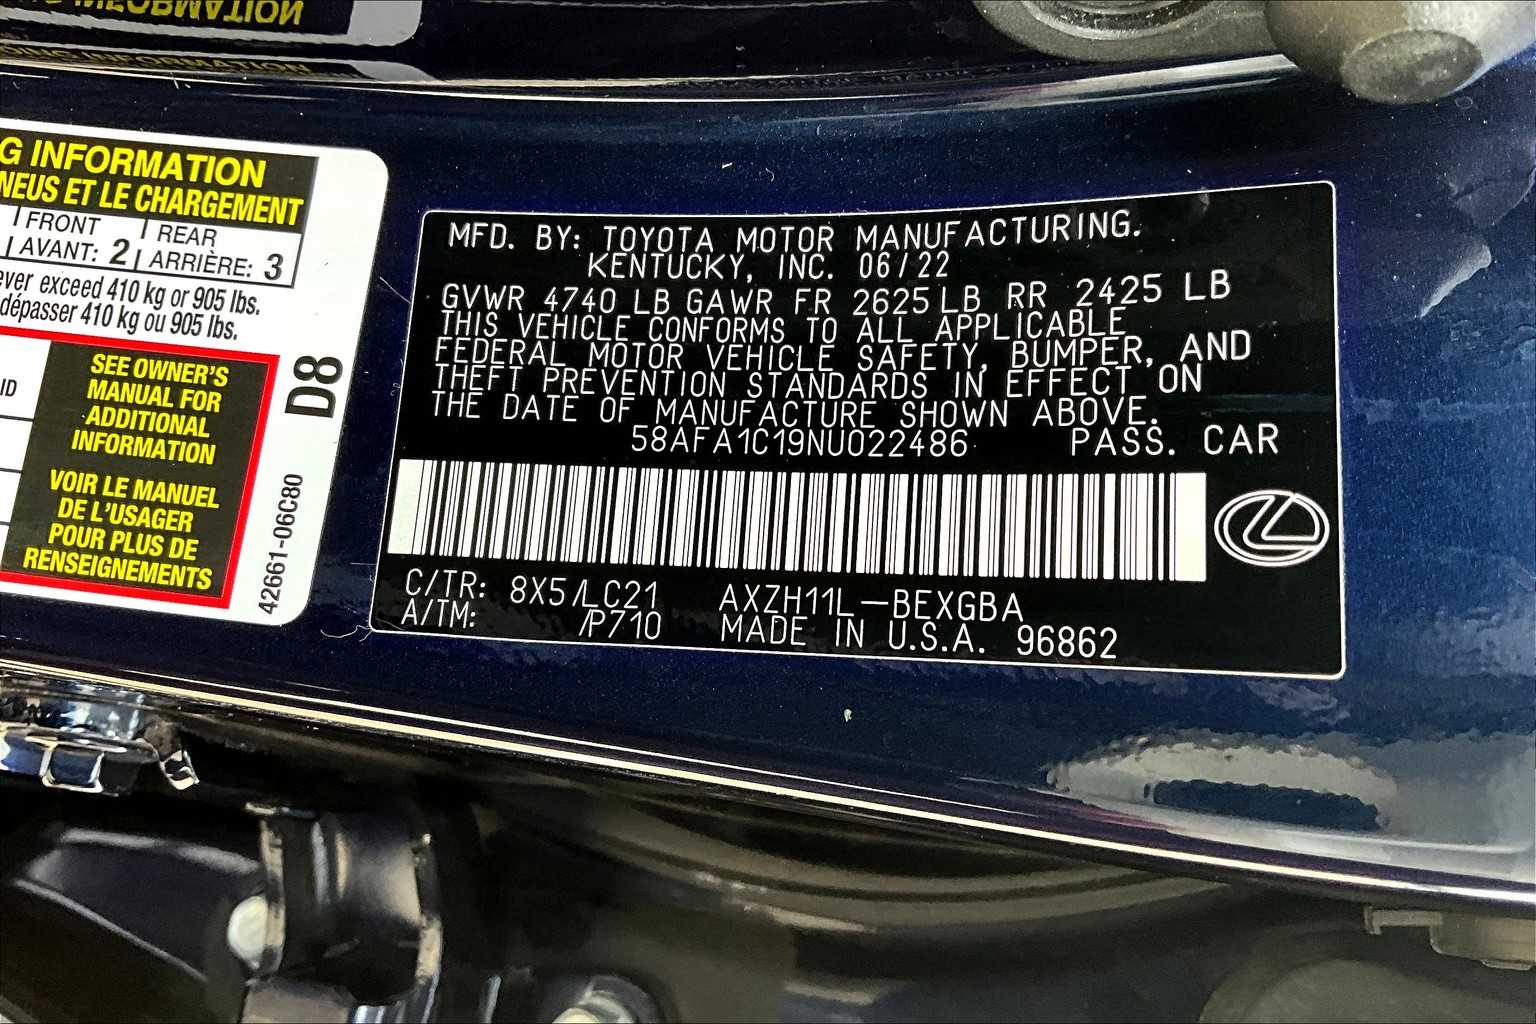 G INFORMATION
NEUS ET LE CHARGEMENT
FRONT REAR
AVANT: 2 ARRIÈRE: 3
ever exceed 410 kg or 905 lbs.
dépasser 410 kg ou 905 lbs.
SEE OWNER'S
MANUAL FOR
ADDITIONAL
INFORMATION
VOIR LE MANUEL
DE L'USAGER
POUR PLUS DE
RENSEIGNEMENTS
D8
42661-06C80
MFD. BY: TOYOTA MOTOR MANUFACTURING.
KENTUCKY, INC. 06/22
GVWR 4740 LB GAWR FR 2625 LB RR 2425 LB
THIS VEHICLE CONFORMS TO ALL APPLICABLE
FEDERAL MOTOR VEHICLE SAFETY, BUMPER, AND
THEFT PREVENTION STANDARDS IN EFFECT ON
THE DATE OF MANUFACTURE SHOWN ABOVE.
58AFA1C19NU022486 PASS. CAR
C/TR: 8X5/LC21 AXZH11L-BEXGBA
A/TM: /P710 MADE IN U.S.A. 96862